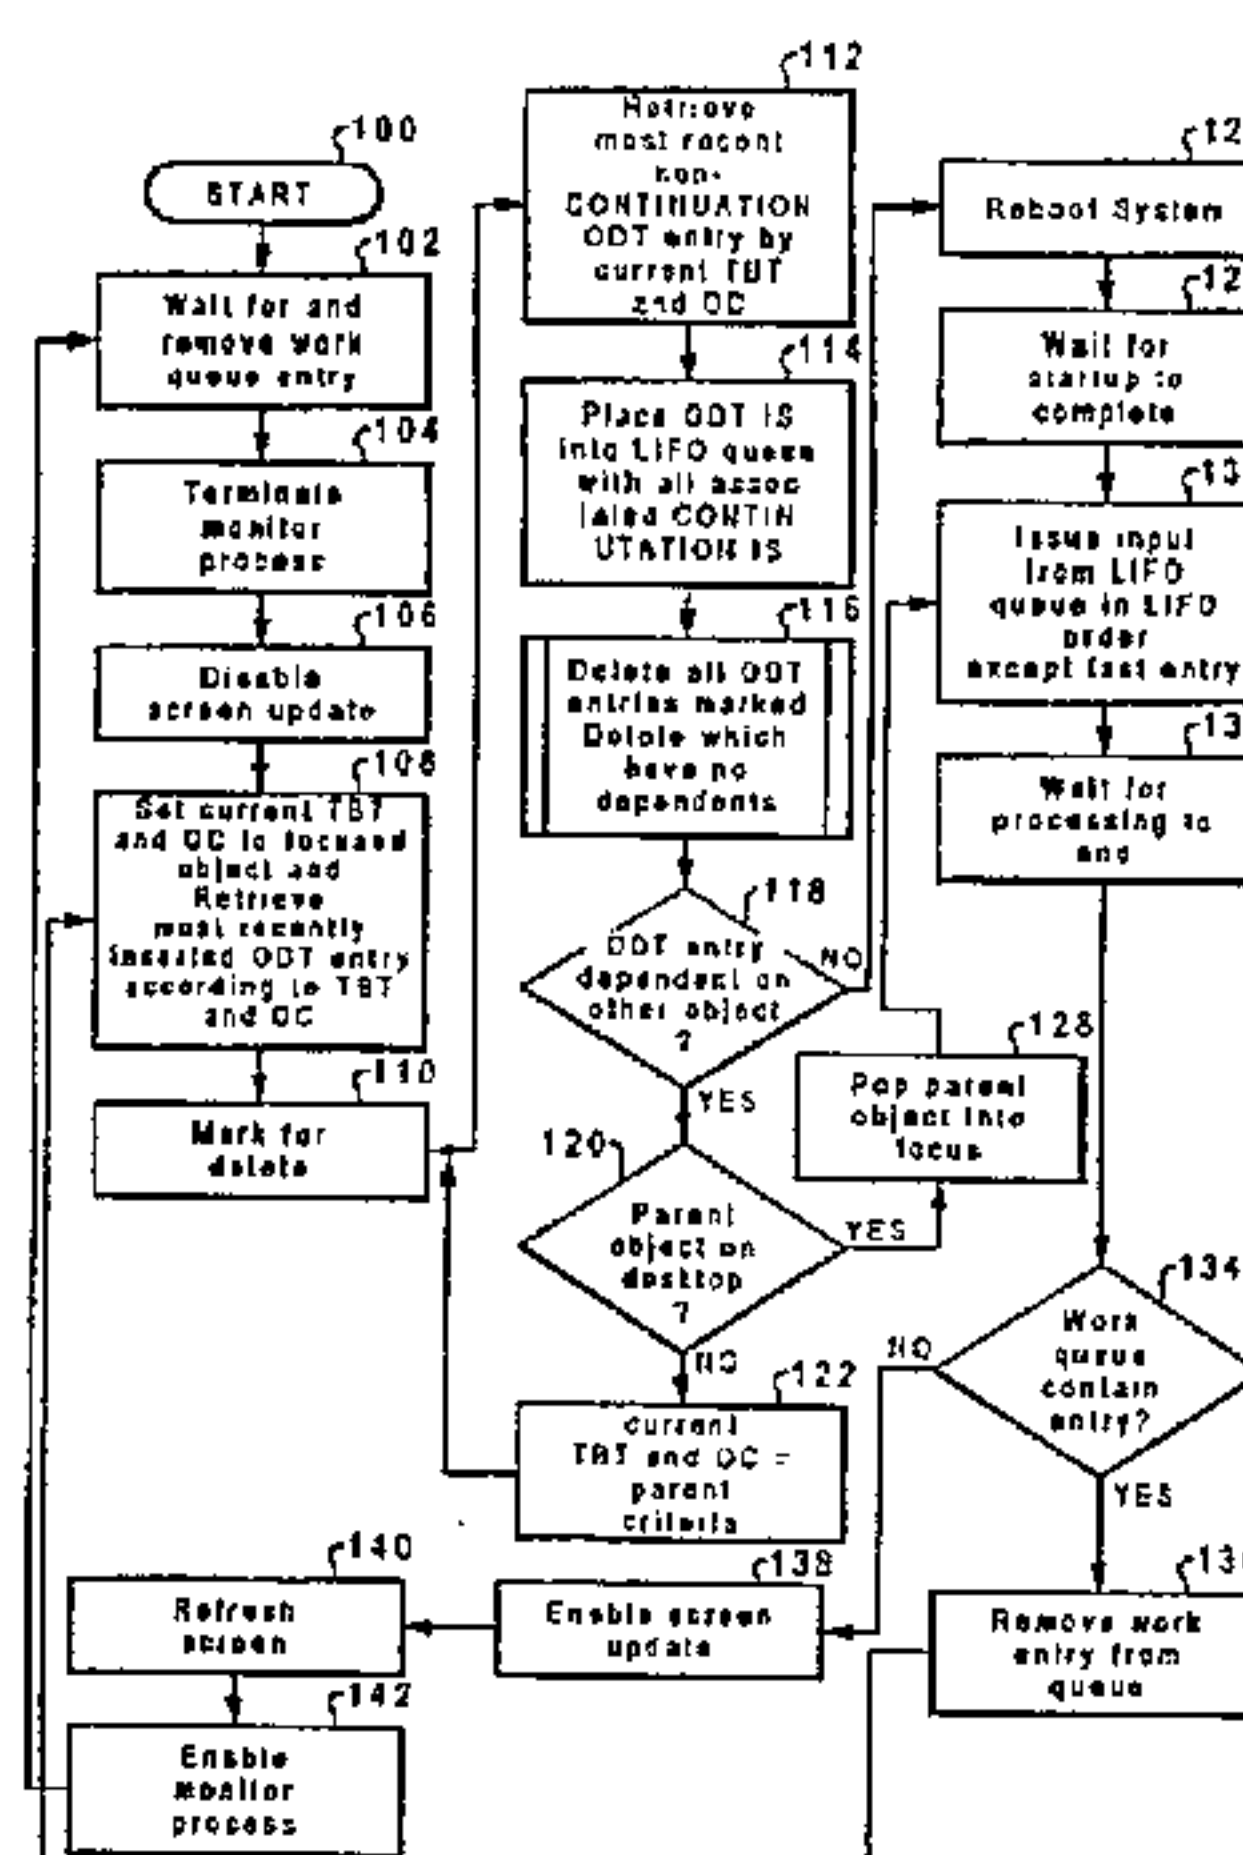 100
START
102
Wait for and
remove work
queue entry
104
Terminate
monitor
process
106
Disable
screen update
108
Set current TBT
and OC to focused
object and
Retrieve
most recently
inserted ODT entry
according to TBT
and OC
110
Mark for
delete
112
Retrieve
most recent
non-
CONTINUATION
ODT entry by
current TBT
and OC
114
Place ODT IS
into LIFO queue
with all assoc
iated CONTIN
UTATION IS
116
Delete all ODT
entries marked
Delete which
have no
dependents
118
ODT entry
dependent on
other object
?
NO
YES
120
Parent
object on
desktop
?
YES
NO
122
current
TBT and OC =
parent
criteria
12
Reboot System
12
Wait for
startup to
complete
128
Pop parent
object into
focus
13
Issue input
from LIFO
queue in LIFO
order
except last entry
13
Wait for
processing to
end
134
Work
queue
contain
entry?
NO
YES
13
Remove work
entry from
queue
138
Enable screen
update
140
Refresh
screen
142
Enable
monitor
process